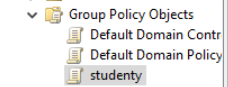 Group Policy Objects
Default Domain Contr
Default Domain Policy
studenty